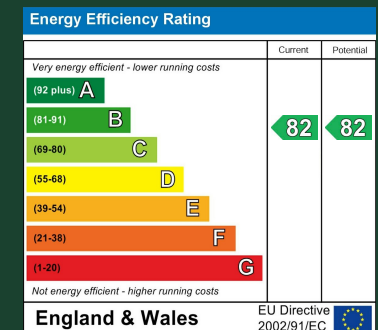 Energy Efficiency Rating
Current Potential
Very energy efficient - lower running costs
(92 plus) A
(81-91) B
82 82
(69-80) C
(55-68) D
(39-54) E
(21-38) F
(1-20) G
Not energy efficient - higher running costs
England & Wales
EU Directive
2002/91/EC